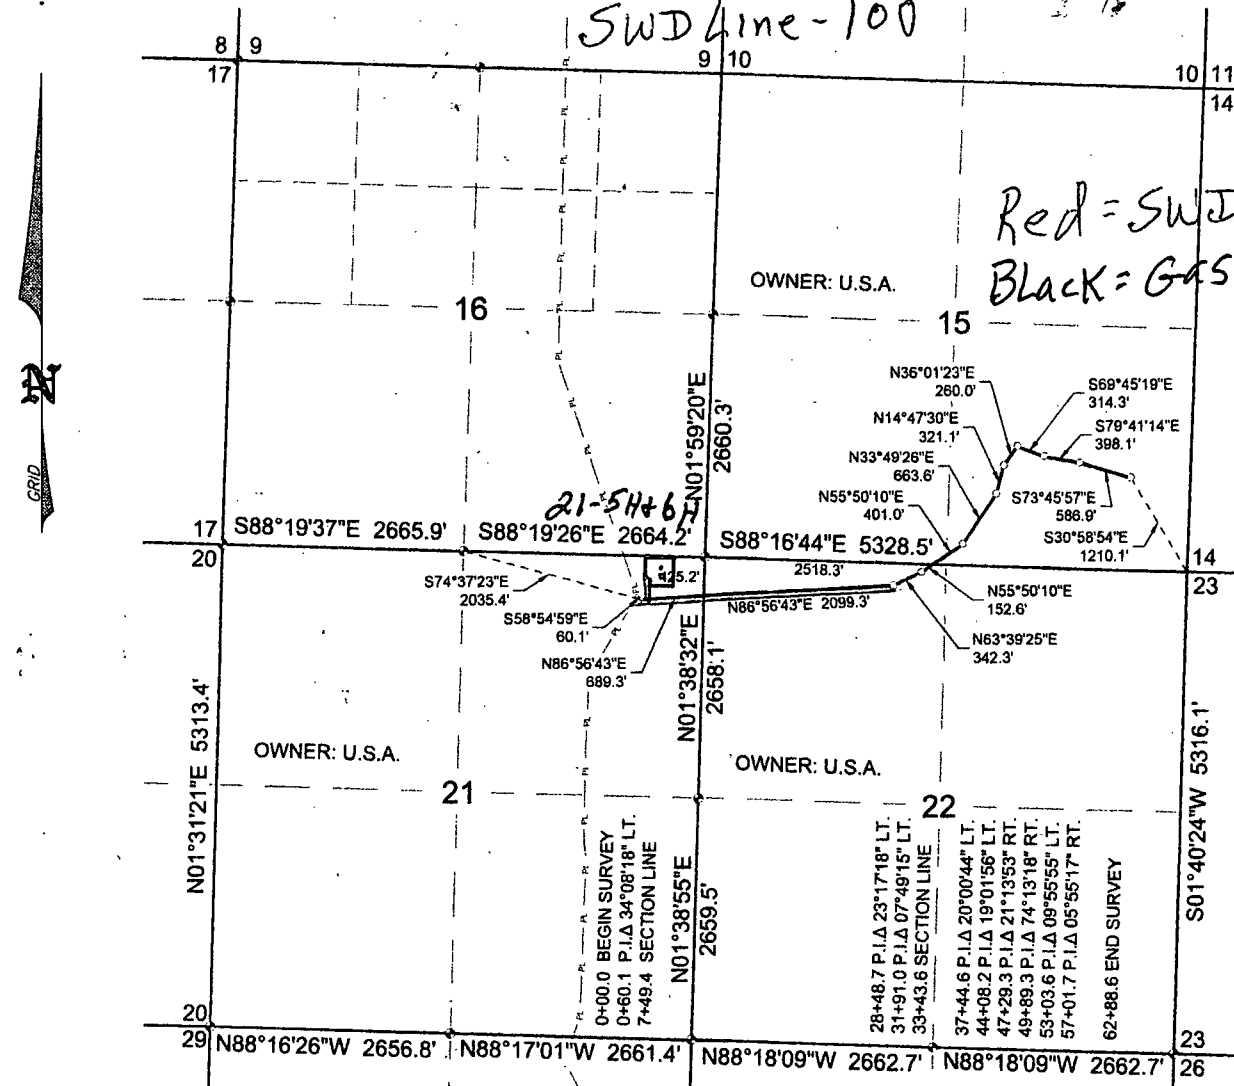 SWD Line - 100
8 9
17
9 10
10 11
14
Red = SWD
Black = Gas
OWNER: U.S.A.
16
15
GRID
N36°01'23"E
260.0'
S69°45'19"E
314.3'
N14°47'30"E
321.1'
S79°41'14"E
398.1'
N33°49'26"E
663.6'
S73°45'57"E
586.9'
N55°50'10"E
401.0'
S30°58'54"E
1210.1'
N01°59'20"E
2660.3'
21-5H+6H
17
20
S88°19'37"E 2665.9'
S88°19'26"E 2664.2'
S88°16'44"E 5328.5'
14
23
S74°37'23"E
2035.4'
2518.3'
S58°54'59"E
60.1'
N86°56'43"E 2099.3'
N55°50'10"E
152.6'
N63°39'25"E
342.3'
N86°56'43"E
689.3'
N01°38'32"E
2658.1'
N01°31'21"E 5313.4'
OWNER: U.S.A.
OWNER: U.S.A.
S01°40'24"W 5316.1'
21
22
PL
N01°38'55"E
2659.5'
0+00.0 BEGIN SURVEY
0+60.1 P.I.Δ 34°08'18" LT.
7+49.4 SECTION LINE
28+48.7 P.I.Δ 23°17'18" LT.
31+91.0 P.I.Δ 07°49'15" LT.
33+43.6 SECTION LINE
37+44.6 P.I.Δ 20°00'44" LT.
44+08.2 P.I.Δ 19°01'56" LT.
47+29.3 P.I.Δ 21°13'53" RT.
49+89.3 P.I.Δ 74°13'18" RT.
53+03.6 P.I.Δ 09°55'55" LT.
57+01.7 P.I.Δ 05°55'17" RT.
62+88.6 END SURVEY
20
29
N88°16'26"W 2656.8'
N88°17'01"W 2661.4'
N88°18'09"W 2662.7'
N88°18'09"W 2662.7'
23
26